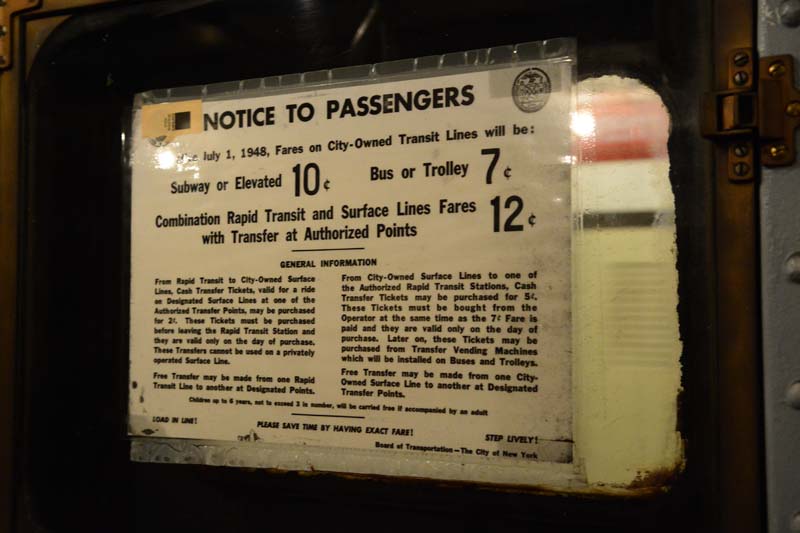 NOTICE TO PASSENGERS
July 1, 1948, Fares on City-Owned Transit Lines will be:
Subway or Elevated 10¢ Bus or Trolley 7¢
Combination Rapid Transit and Surface Lines Fares 12¢
with Transfer at Authorized Points
GENERAL INFORMATION
From Rapid Transit to City-Owned Surface
Lines, Cash Transfer Tickets, valid for a ride
on Designated Surface Lines at one of the
Authorized Transfer Points, may be purchased
for 2¢. These Tickets must be purchased
before leaving the Rapid Transit Station and
they are valid only on the day of purchase.
These Transfers cannot be used on a privately
operated Surface Line.
Free Transfer may be made from one Rapid
Transit Line to another at Designated Points.
From City-Owned Surface Lines to one of
the Authorized Rapid Transit Stations, Cash
Transfer Tickets may be purchased for 5¢.
These Tickets must be bought from the
Operator at the same time as the 7¢ Fare is
paid and they are valid only on the day of
purchase. Later on, these Tickets may be
purchased from Transfer Vending Machines
which will be installed on Buses and Trolleys.
Free Transfer may be made from one City-
Owned Surface Line to another at Designated
Transfer Points.
Children up to 6 years, not to exceed 3 in number, will be carried free if accompanied by an adult
LOAD IN LINE! PLEASE SAVE TIME BY HAVING EXACT FARE! STEP LIVELY!
Board of Transportation—The City of New York